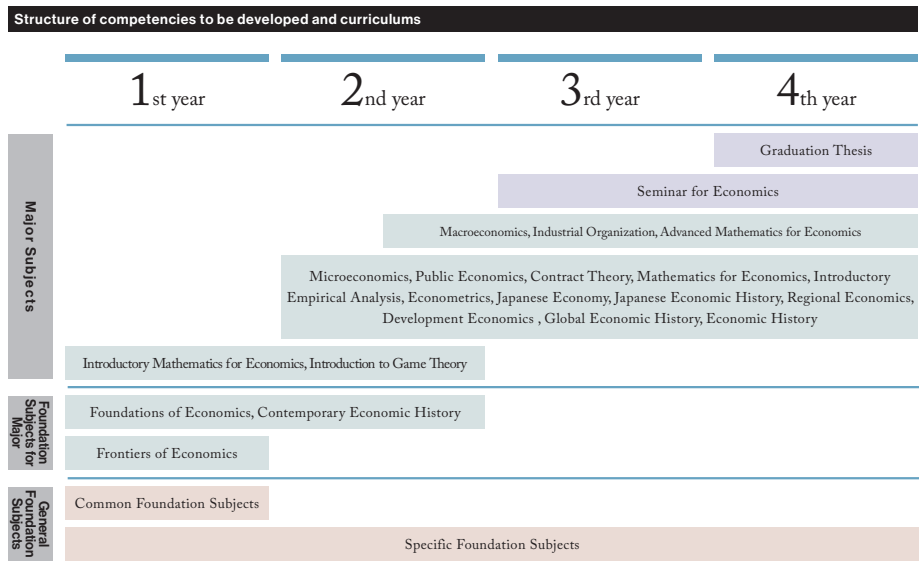 Structure of competencies to be developed and curriculums
1st year
2nd year
3rd year
4th year
Major Subjects
Graduation Thesis
Seminar for Economics
Macroeconomics, Industrial Organization, Advanced Mathematics for Economics
Microeconomics, Public Economics, Contract Theory, Mathematics for Economics, Introductory
Empirical Analysis, Econometrics, Japanese Economy, Japanese Economic History, Regional Economics,
Development Economics , Global Economic History, Economic History
Introductory Mathematics for Economics, Introduction to Game Theory
Foundation
Subjects for
Major
Foundations of Economics, Contemporary Economic History
Frontiers of Economics
General
Foundation
Subjects
Common Foundation Subjects
Specific Foundation Subjects